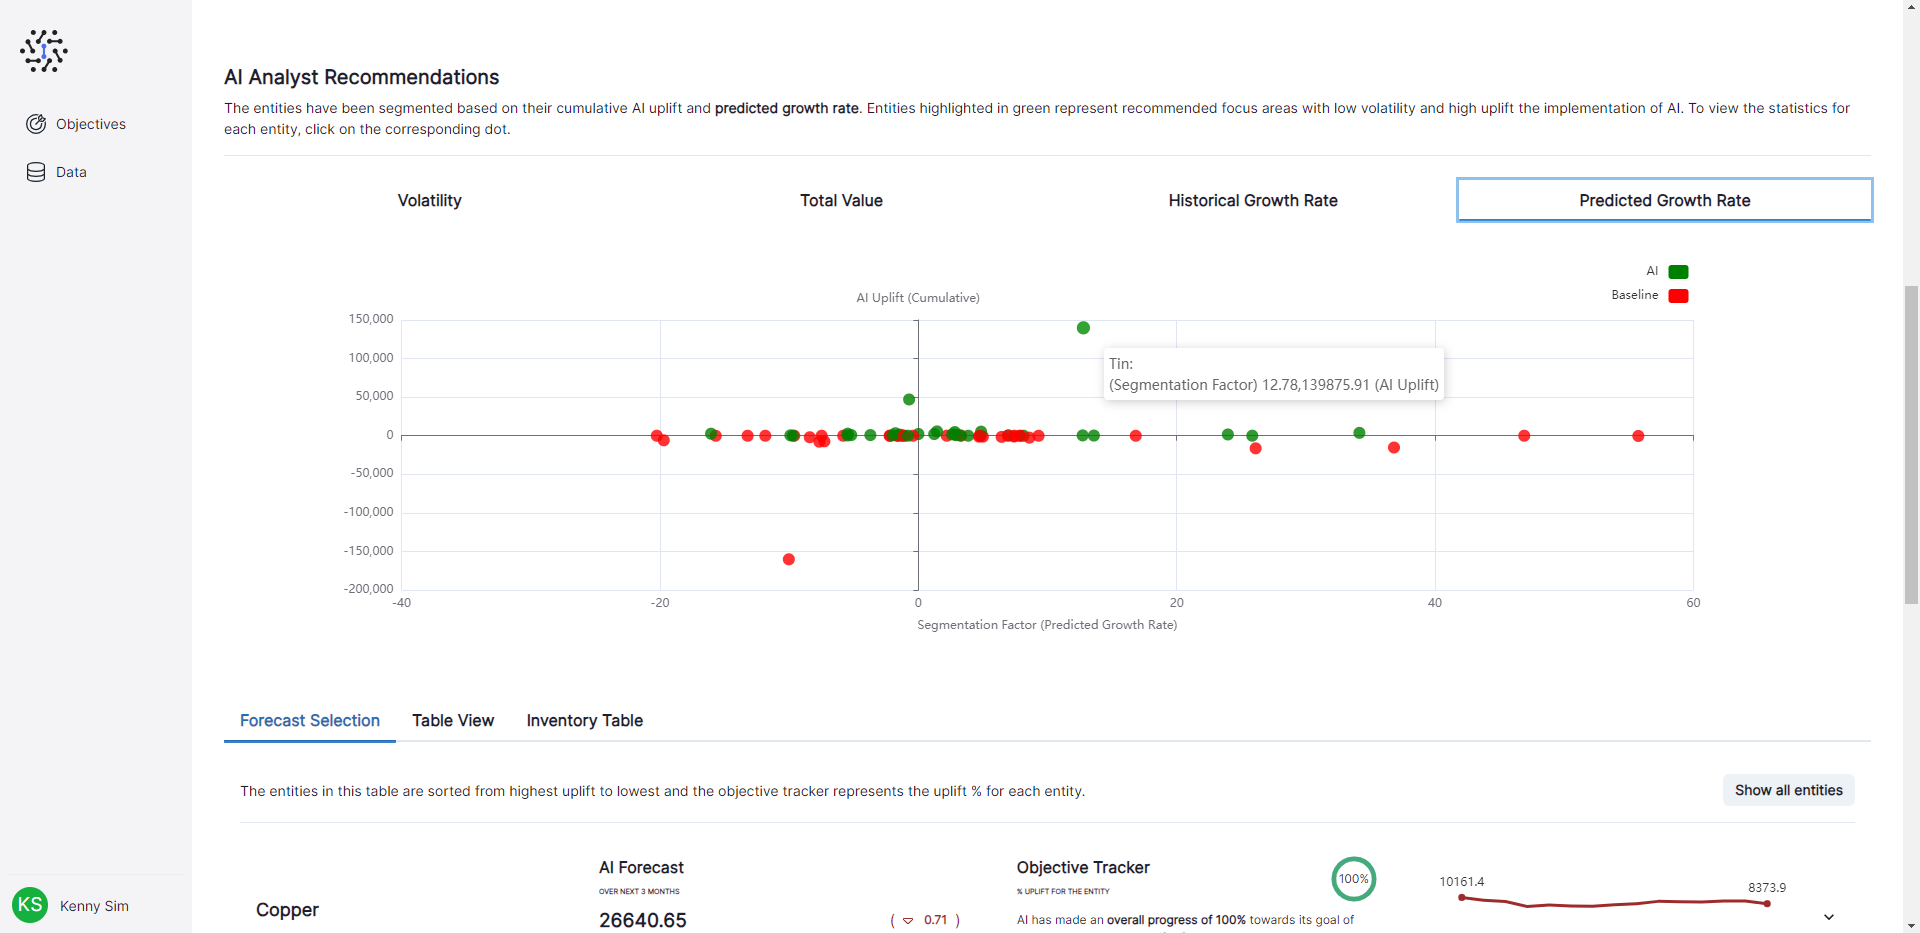 AI Analyst Recommendations
The entities have been segmented based on their cumulative AI uplift and predicted growth rate. Entities highlighted in green represent recommended focus areas with low volatility and high uplift the implementation of AI. To view the statistics for
each entity, click on the corresponding dot.
Objectives
Data
Volatility
Total Value
Historical Growth Rate
Predicted Growth Rate
AI
Baseline
AI Uplift (Cumulative)
150,000
100,000
50,000
0
-50,000
-100,000
-150,000
-200,000
Tin:
(Segmentation Factor) 12.78,139875.91 (AI Uplift)
-40
-20
0
20
40
60
Segmentation Factor (Predicted Growth Rate)
Forecast Selection
Table View
Inventory Table
The entities in this table are sorted from highest uplift to lowest and the objective tracker represents the uplift % for each entity.
Show all entities
Copper
AI Forecast
OVER NEXT 3 MONTHS
26640.65
( 0.71 )
Objective Tracker
% UPLIFT FOR THE ENTITY
100%
AI has made an overall progress of 100% towards its goal of
10161.4
8373.9
KS
Kenny Sim